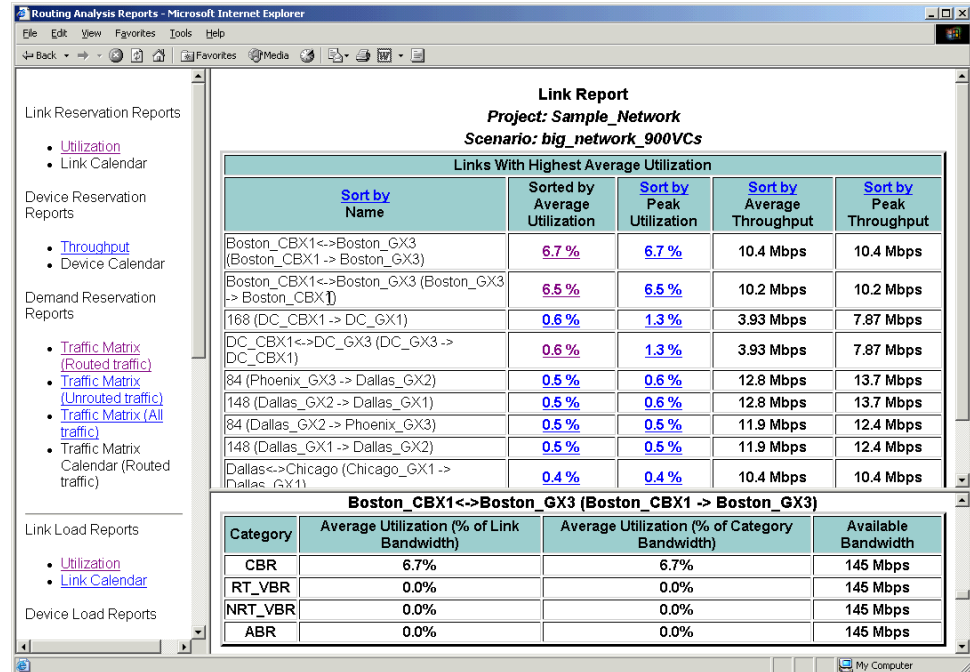 Routing Analysis Reports - Microsoft Internet Explorer
File Edit View Favorites Tools Help
Back Favorites Media
Link Reservation Reports
Utilization
Link Calendar
Device Reservation
Reports
Throughput
Device Calendar
Demand Reservation
Reports
Traffic Matrix
(Routed traffic)
Traffic Matrix
(Unrouted traffic)
Traffic Matrix (All
traffic)
Traffic Matrix
Calendar (Routed
traffic)
Link Load Reports
Utilization
Link Calendar
Device Load Reports
Link Report
Project: Sample_Network
Scenario: big_network_900VCs
Links With Highest Average Utilization
Sort by Name Sorted by Average Utilization Sort by Peak Utilization Sort by Average Throughput Sort by Peak Throughput
Boston_CBX1<->Boston_GX3 (Boston_CBX1 -> Boston_GX3) 6.7 % 6.7 % 10.4 Mbps 10.4 Mbps
Boston_CBX1<->Boston_GX3 (Boston_GX3 -> Boston_CBX1) 6.5 % 6.5 % 10.2 Mbps 10.2 Mbps
168 (DC_CBX1 -> DC_GX1) 0.6 % 1.3 % 3.93 Mbps 7.87 Mbps
DC_CBX1<->DC_GX3 (DC_GX3 -> DC_CBX1) 0.6 % 1.3 % 3.93 Mbps 7.87 Mbps
84 (Phoenix_GX3 -> Dallas_GX2) 0.5 % 0.6 % 12.8 Mbps 13.7 Mbps
148 (Dallas_GX2 -> Dallas_GX1) 0.5 % 0.6 % 12.8 Mbps 13.7 Mbps
84 (Dallas_GX2 -> Phoenix_GX3) 0.5 % 0.5 % 11.9 Mbps 12.4 Mbps
148 (Dallas_GX1 -> Dallas_GX2) 0.5 % 0.5 % 11.9 Mbps 12.4 Mbps
Dallas<->Chicago (Chicago_GX1 -> Dallas_GX1) 0.4 % 0.4 % 10.4 Mbps 10.4 Mbps
Boston_CBX1<->Boston_GX3 (Boston_CBX1 -> Boston_GX3)
Category Average Utilization (% of Link Bandwidth) Average Utilization (% of Category Bandwidth) Available Bandwidth
CBR 6.7% 6.7% 145 Mbps
RT_VBR 0.0% 0.0% 145 Mbps
NRT_VBR 0.0% 0.0% 145 Mbps
ABR 0.0% 0.0% 145 Mbps
My Computer